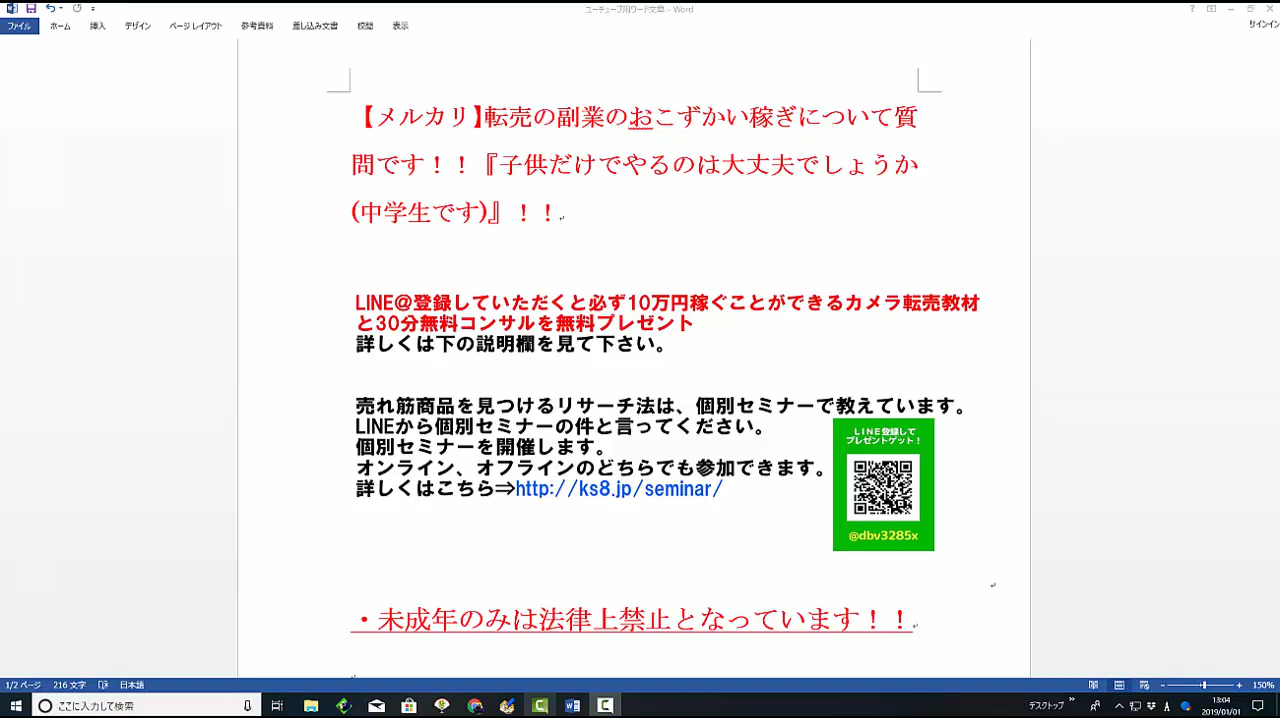 ユーチューブ用ワード文章 - Word
ファイル ホーム 挿入 デザイン ページ レイアウト 参考資料 差し込み文書 校閲 表示
サインイン
【メルカリ】転売の副業のおこずかい稼ぎについて質
問です！！『子供だけでやるのは大丈夫でしょうか
(中学生です)』！！
LINE@登録していただくと必ず10万円稼ぐことができるカメラ転売教材
と30分無料コンサルを無料プレゼント
詳しくは下の説明欄を見て下さい。
売れ筋商品を見つけるリサーチ法は、個別セミナーで教えています。
LINEから個別セミナーの件と言ってください。
個別セミナーを開催します。
オンライン、オフラインのどちらでも参加できます。
詳しくはこちら⇒http://ks8.jp/seminar/
LINE登録して
プレゼントゲット！
@dbv3285x
・未成年のみは法律上禁止となっています！！
1/2 ページ 216 文字 日本語
150%
ここに入力して検索
デスクトップ
13:04
2019/01/01